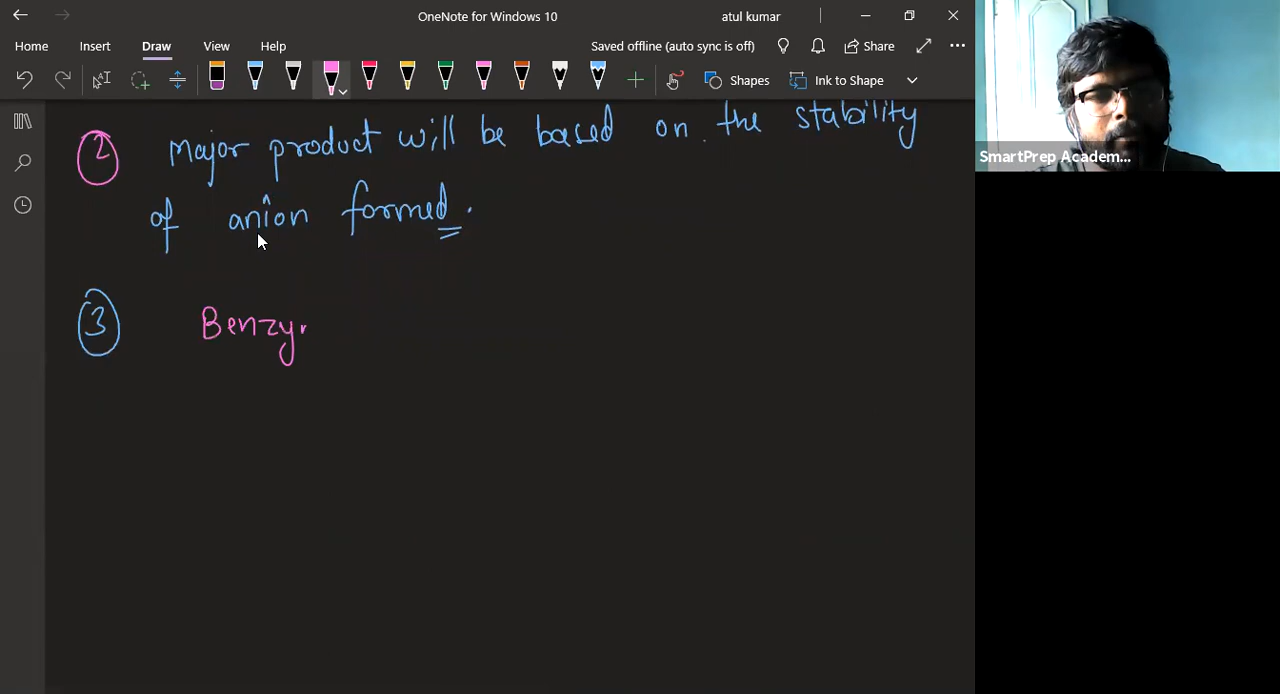 OneNote for Windows 10
atul kumar
Home Insert Draw View Help
Saved offline (auto sync is off)
Share
Shapes
Ink to Shape
SmartPrep Academ...
2 Major product will be based on the stability
of anion formed.
3 Benzy